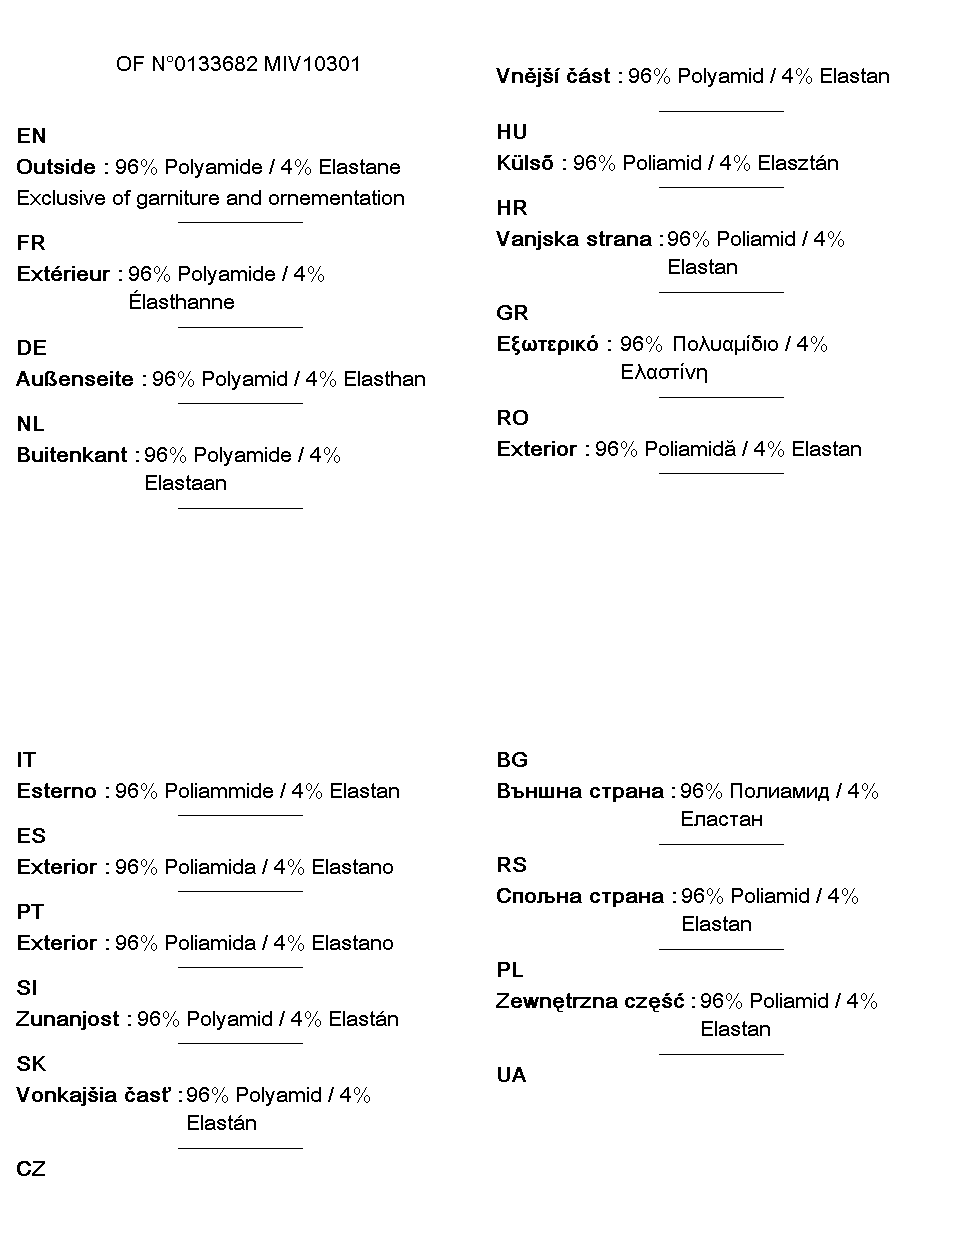 OF N°0133682 MIV10301
EN
Outside : 96% Polyamide / 4% Elastane
Exclusive of garniture and ornementation
FR
Extérieur : 96% Polyamide / 4%
Élasthanne
DE
Außenseite : 96% Polyamid / 4% Elasthan
NL
Buitenkant : 96% Polyamide / 4%
Elastaan
IT
Esterno : 96% Poliammide / 4% Elastan
ES
Exterior : 96% Poliamida / 4% Elastano
PT
Exterior : 96% Poliamida / 4% Elastano
SI
Zunanjost : 96% Polyamid / 4% Elastán
SK
Vonkajšia časť : 96% Polyamid / 4%
Elastán
CZ
Vnější část : 96% Polyamid / 4% Elastan
HU
Külsõ : 96% Poliamid / 4% Elasztán
HR
Vanjska strana : 96% Poliamid / 4%
Elastan
GR
Εξωτερικό : 96% Πολυαμίδιο / 4%
Ελαστίνη
RO
Exterior : 96% Poliamidă / 4% Elastan
BG
Външна страна : 96% Полиамид / 4%
Еластан
RS
Спољна страна : 96% Poliamid / 4%
Elastan
PL
Zewnętrzna część : 96% Poliamid / 4%
Elastan
UA